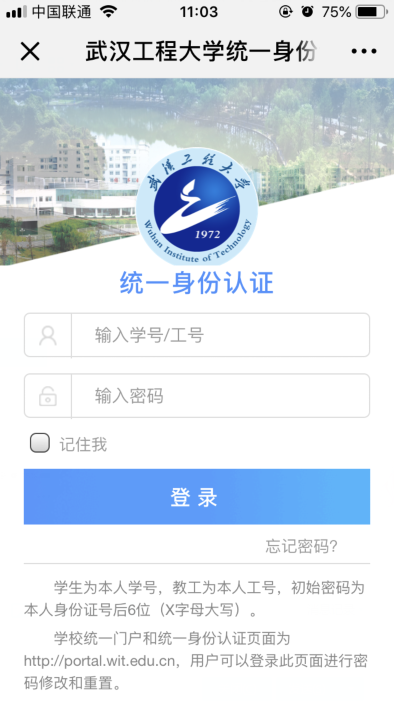 中国联通 11:03 75%
武汉工程大学统一身份
武汉工程大学
Wuhan Institute of Technology
1972
统一身份认证
输入学号/工号
输入密码
记住我
登录
忘记密码？
学生为本人学号，教工为本人工号，初始密码为
本人身份证号后6位（X字母大写）。
学校统一门户和统一身份认证页面为
http://portal.wit.edu.cn，用户可以登录此页面进行密
码修改和重置。